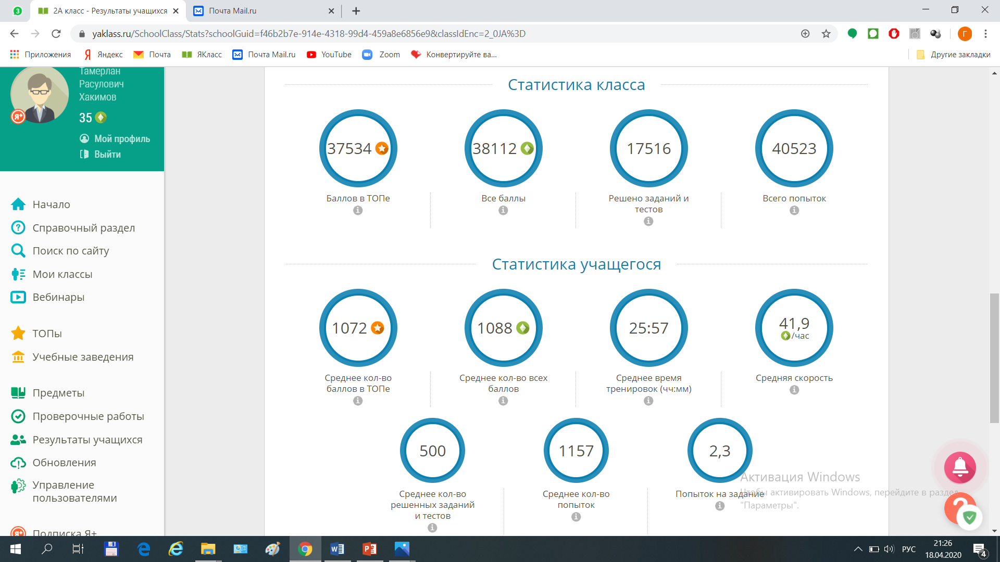 3
2А класс - Результаты учащихся
Почта Mail.ru
yaklass.ru/SchoolClass/Stats?schoolGuid=f46b2b7e-914e-4318-99d4-459a8e6856e9&classIdEnc=2_0JA%3D
Г
Приложения
Яндекс
Почта
ЯКласс
Почта Mail.ru
YouTube
Zoom
Конвертируйте ва...
Другие закладки
Тамерлан
Расулович
Хакимов
Я+
35
Мой профиль
Выйти
Начало
Справочный раздел
Поиск по сайту
Мои классы
Вебинары
ТОПы
Учебные заведения
Предметы
Проверочные работы
Результаты учащихся
Обновления
Управление
пользователями
Подписка Я+
Статистика класса
37534
38112
17516
40523
Баллов в ТОПе
Все баллы
Решено заданий и
тестов
Всего попыток
Статистика учащегося
1072
1088
25:57
41,9
/час
Среднее кол-во
баллов в ТОПе
Среднее кол-во всех
баллов
Среднее время
тренировок (чч:мм)
Средняя скорость
500
1157
2,3
Среднее кол-во
решенных заданий
и тестов
Среднее кол-во
попыток
Попыток на задание
Активация Windows
Чтобы активировать Windows, перейдите в раздел
"Параметры".
РУС
21:26
18.04.2020
4